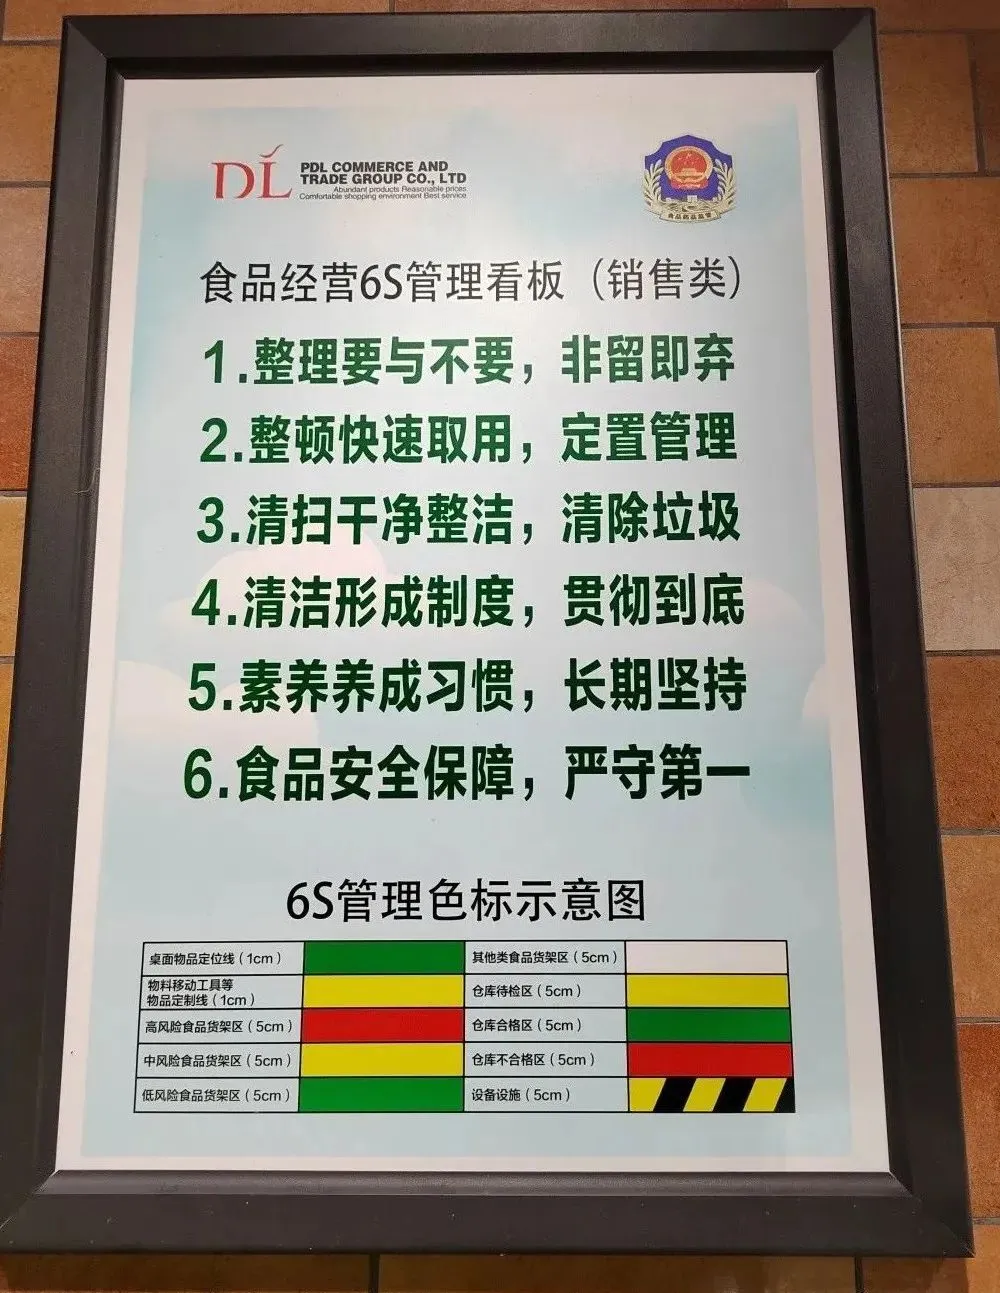 DL
PDL COMMERCE AND
TRADE GROUP CO., LTD
Abundant products Reasonable prices
Comfortable shopping environment Best service
食品药品监管
食品经营6S管理看板（销售类）
1.整理要与不要，非留即弃
2.整顿快速取用，定置管理
3.清扫干净整洁，清除垃圾
4.清洁形成制度，贯彻到底
5.素养养成习惯，长期坚持
6.食品安全保障，严守第一
6S管理色标示意图
桌面物品定位线（1cm）
其他类食品货架区（5cm）
物料移动工具等
物品定制线（1cm）
仓库待检区（5cm）
高风险食品货架区（5cm）
仓库合格区（5cm）
中风险食品货架区（5cm）
仓库不合格区（5cm）
低风险食品货架区（5cm）
设备设施（5cm）